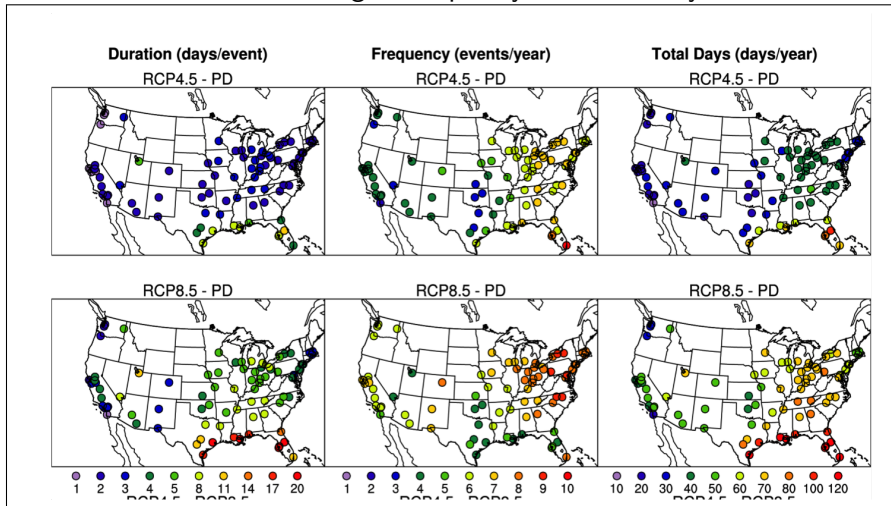 Duration (days/event) Frequency (events/year) Total Days (days/year)
RCP4.5 - PD RCP4.5 - PD RCP4.5 - PD
RCP8.5 - PD RCP8.5 - PD RCP8.5 - PD
1 2 3 4 5 8 11 14 17 20 1 2 3 4 5 6 7 8 9 10 10 20 30 40 50 60 70 80 100 120